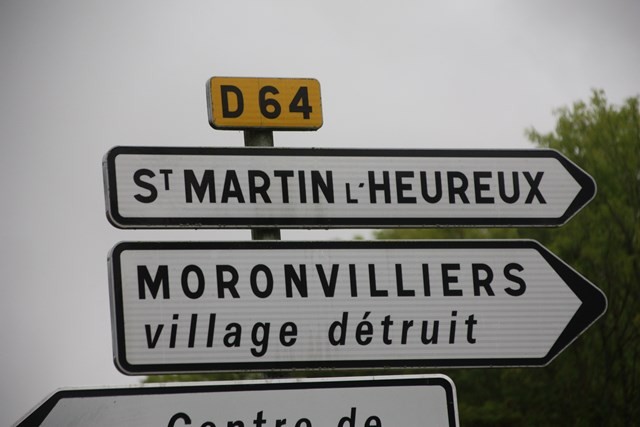 D 64
ST MARTIN L'HEUREUX
MORONVILLIERS
village détruit
Centre de